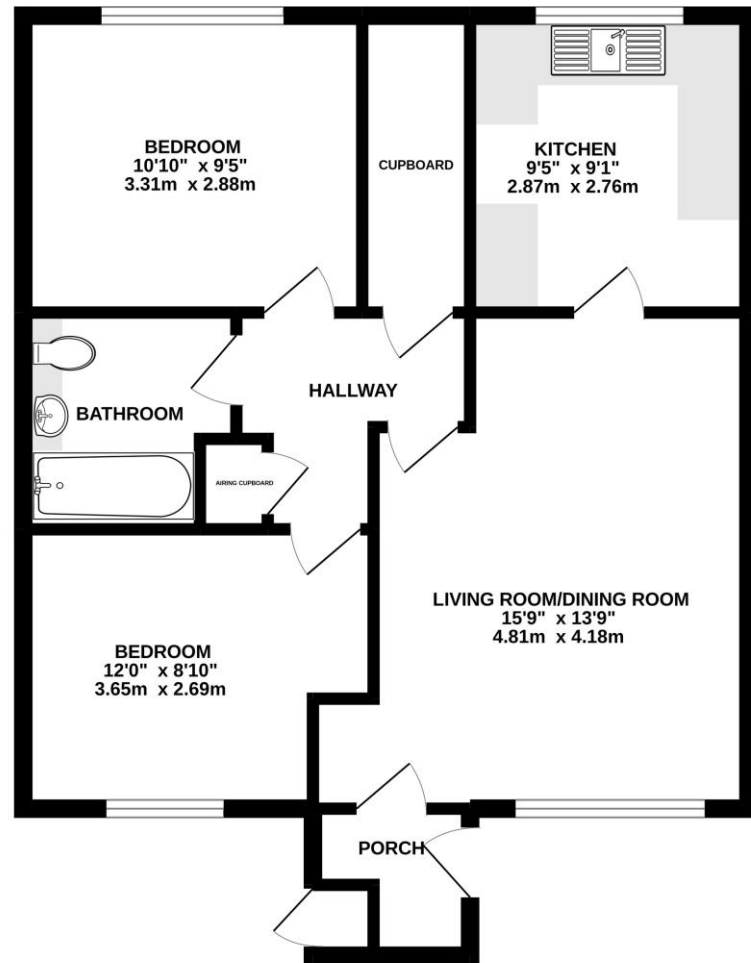 BEDROOM
10'10" x 9'5"
3.31m x 2.88m
CUPBOARD
KITCHEN
9'5" x 9'1"
2.87m x 2.76m
HALLWAY
BATHROOM
AIRING CUPBOARD
LIVING ROOM/DINING ROOM
15'9" x 13'9"
4.81m x 4.18m
BEDROOM
12'0" x 8'10"
3.65m x 2.69m
PORCH